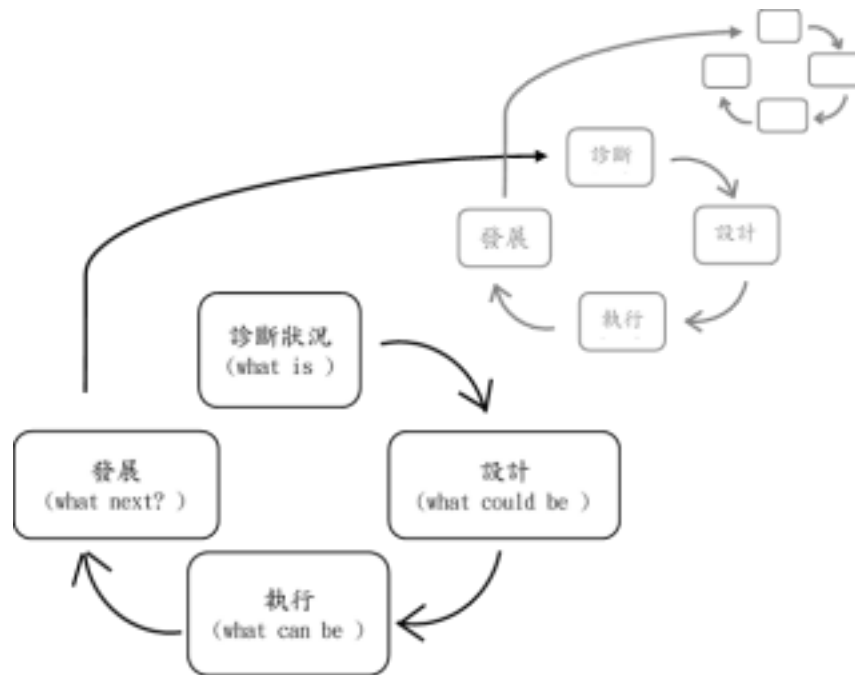 診斷
發展
設計
執行
診斷狀況
(what is )
發展
(what next? )
設計
(what could be )
執行
(what can be )